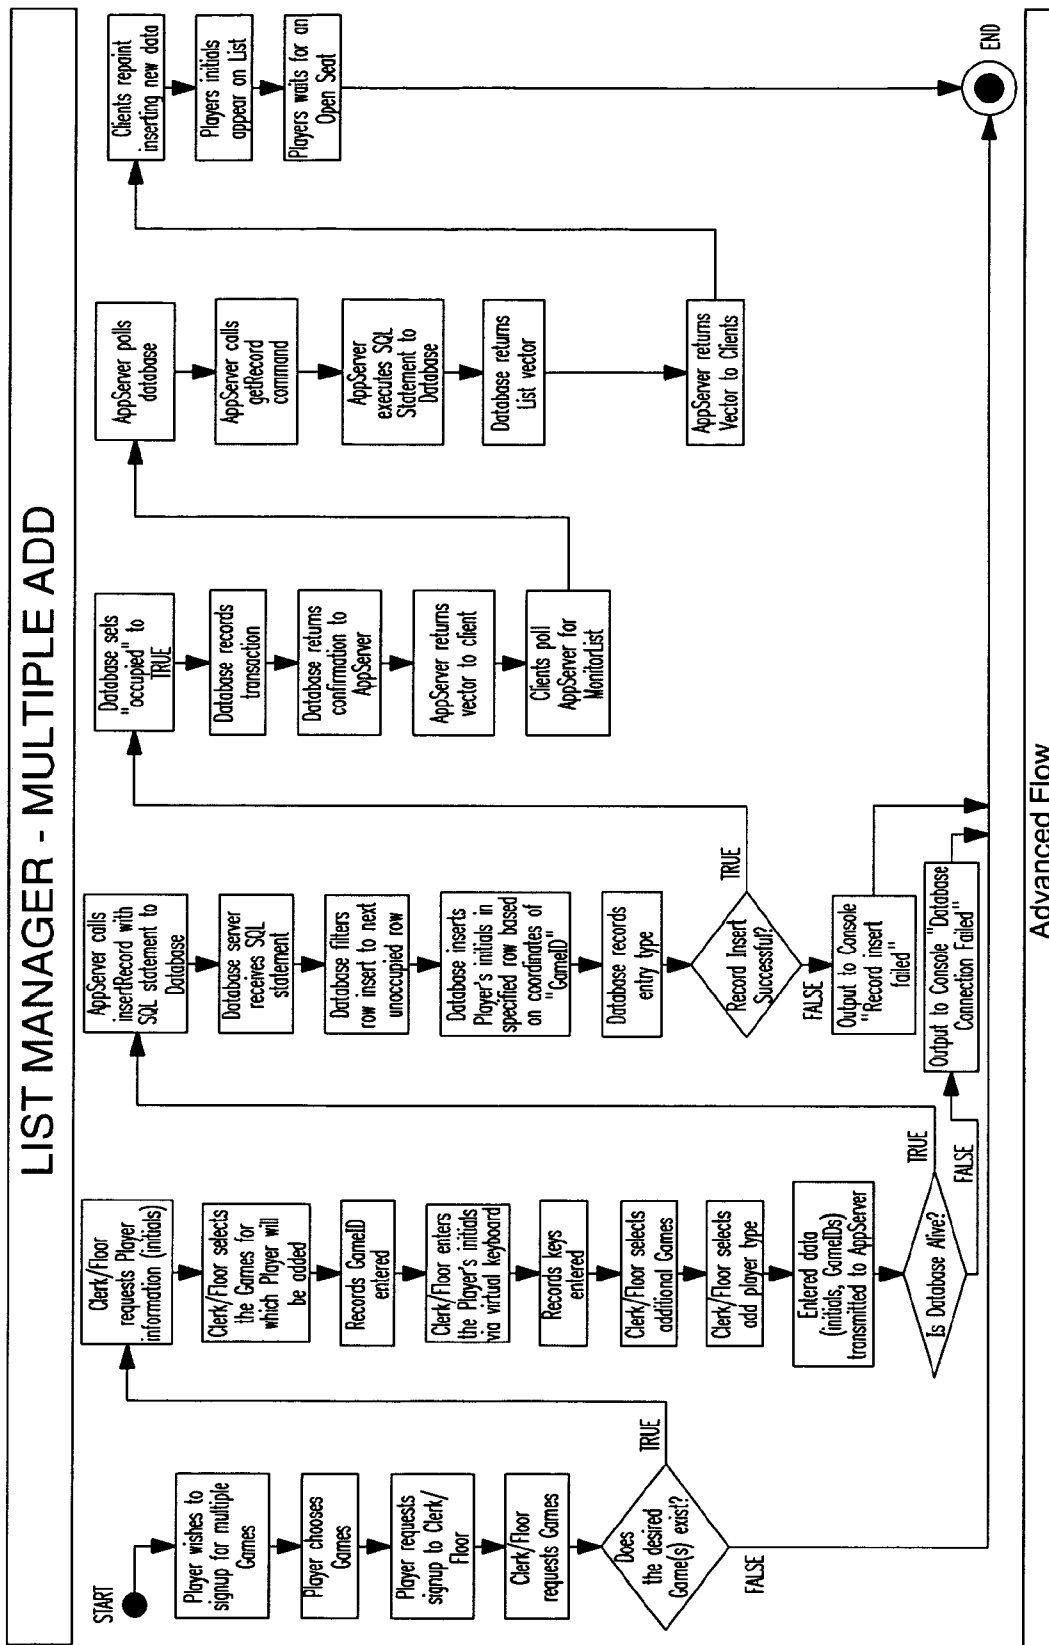 LIST MANAGER - MULTIPLE ADD
START
Player wishes to
signup for multiple
Games
Player chooses
Games
Player requests
signup to Clerk/
Floor
Clerk/Floor
requests Games
Does
the desired
Game(s) exist?
TRUE
FALSE
Clerk/Floor
requests Player
information (initials)
Clerk/Floor selects
the Games for
which Player will
be added
Records GameID
entered
Clerk/Floor enters
the Player's initials
via virtual keyboard
Records keys
entered
Clerk/Floor selects
additional Games
Clerk/Floor selects
add player type
Entered data
(initials, GameIDs)
transmitted to AppServer
Is Database Alive?
TRUE
FALSE
AppServer calls
insertRecord with
SQL statement to
Database
Database server
receives SQL
statement
Database filters
row insert to next
unoccupied row
Database inserts
Player's initials in
specified row based
on coordinates of
"GameID"
Database records
entry type
Record Insert
Successful?
TRUE
FALSE
Output to Console
"Record insert
failed"
Output to Console "Database
Connection Failed"
Database sets
"occupied" to
TRUE
Database records
transaction
Database returns
confirmation to
AppServer
AppServer returns
vector to client
Clients poll
AppServer for
MonitorList
AppServer polls
database
AppServer calls
getRecord
command
AppServer
executes SQL
Statement to
Database
Database returns
List vector
AppServer returns
Vector to Clients
Clients repaint
inserting new data
Players initials
appear on List
Players waits for an
Open Seat
END
Advanced Flow